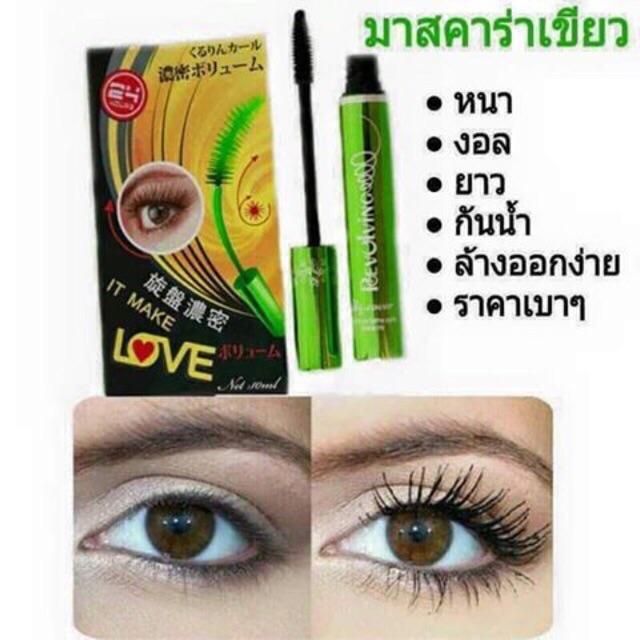 มาสคาร่าเขียว
• หนา
• งอล
• ยาว
• กันน้ำ
• ล้างออกง่าย
• ราคาเบาๆ
くるりんカール
濃密ボリューム
24
旋盤濃密
IT MAKE
LOVE
ボリューム
Net 10ml
REVOLVING